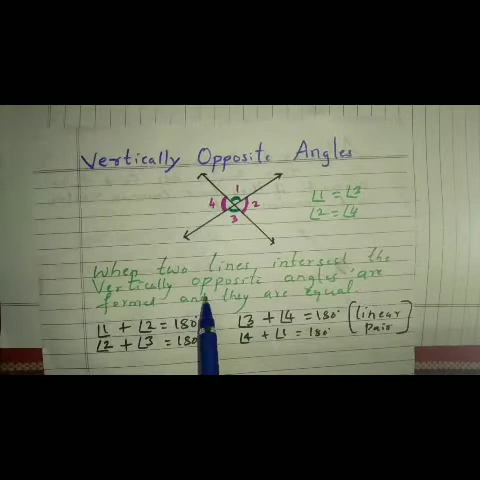 Vertically Opposite Angles
1
4 2
3
∠1 = ∠3
∠2 = ∠4
When two lines intersect the
vertically opposite angles are
formed and they are equal.
∠1 + ∠2 = 180° ∠3 + ∠4 = 180° (linear
∠2 + ∠3 = 180 ∠4 + ∠1 = 180° pair)